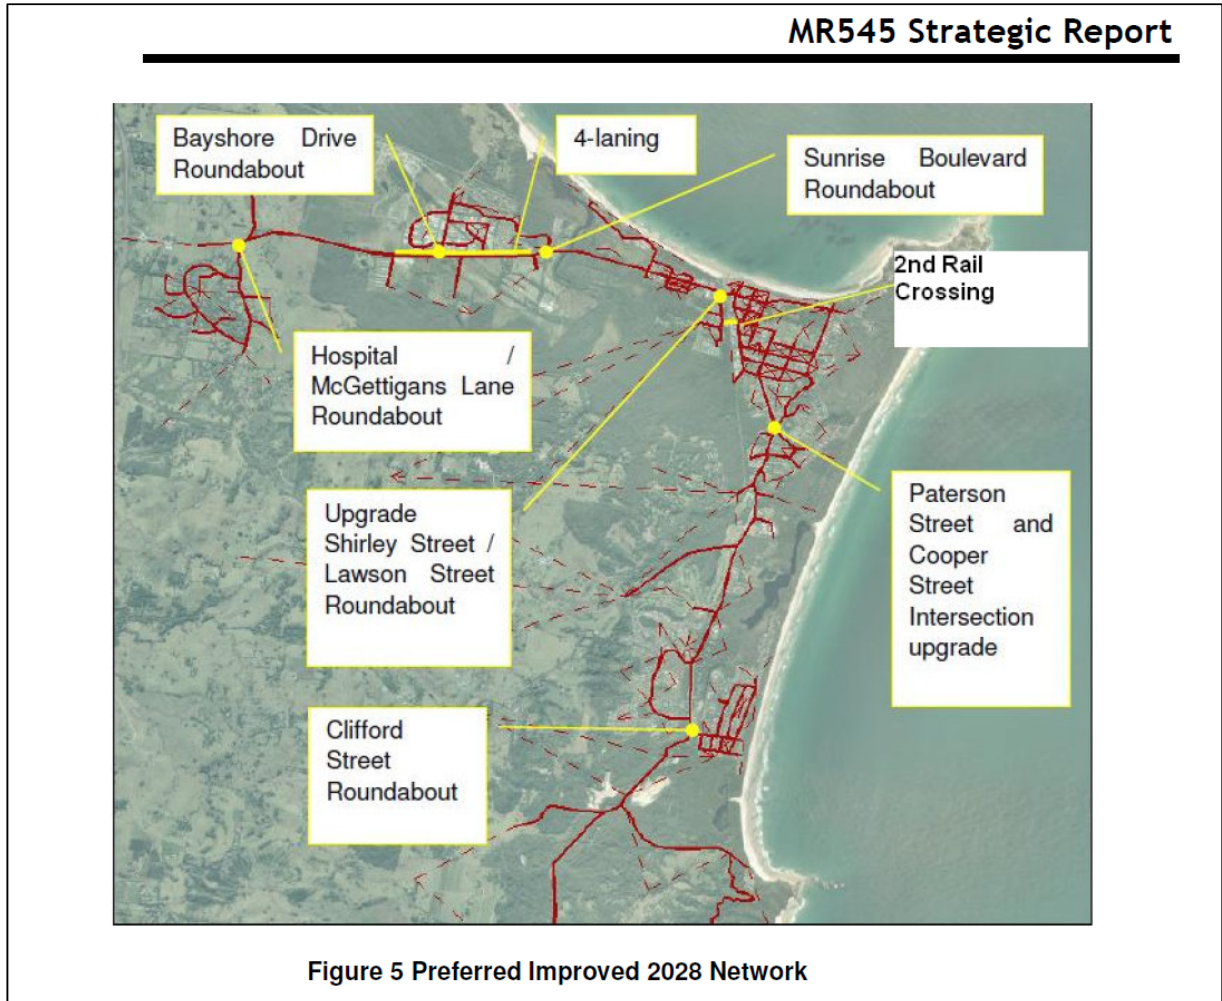 MR545 Strategic Report
Bayshore Drive
Roundabout
4-laning
Sunrise Boulevard
Roundabout
2nd Rail
Crossing
Hospital /
McGettigans Lane
Roundabout
Upgrade
Shirley Street /
Lawson Street
Roundabout
Paterson
Street and
Cooper
Street
Intersection
upgrade
Clifford
Street
Roundabout
Figure 5 Preferred Improved 2028 Network